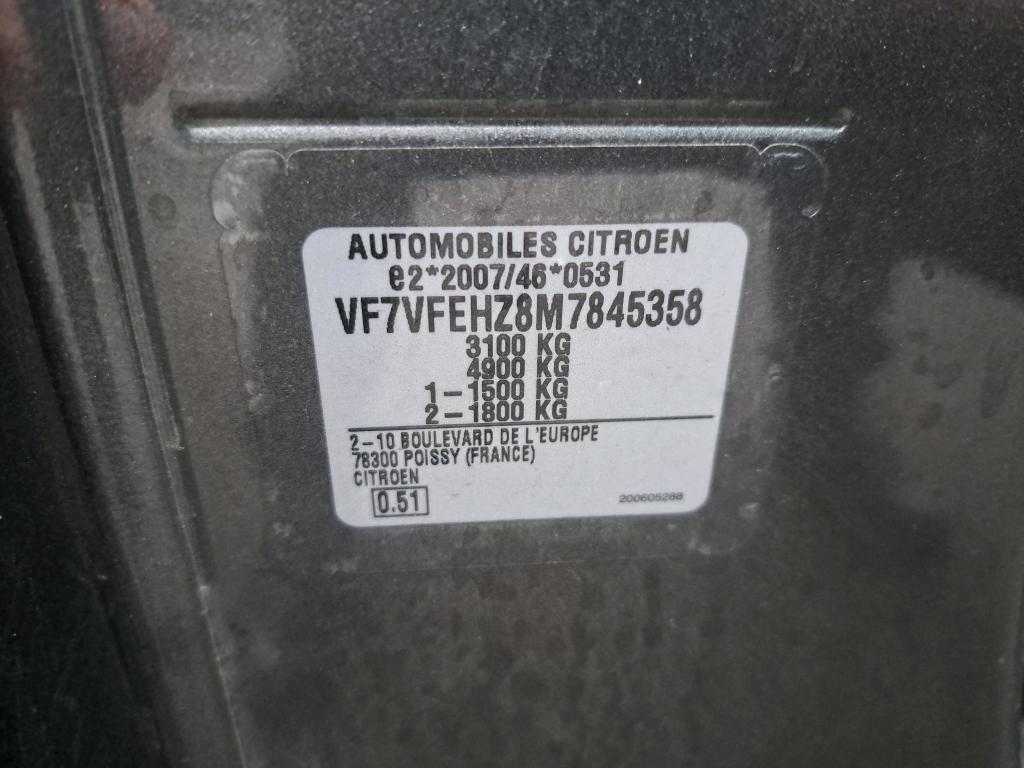 AUTOMOBILES CITROEN
e2*2007/46*0531
VF7VFEHZ8M7845358
3100 KG
4900 KG
1-1500 KG
2-1800 KG
2-10 BOULEVARD DE L'EUROPE
78300 POISSY (FRANCE)
CITROEN
0.51
200605288